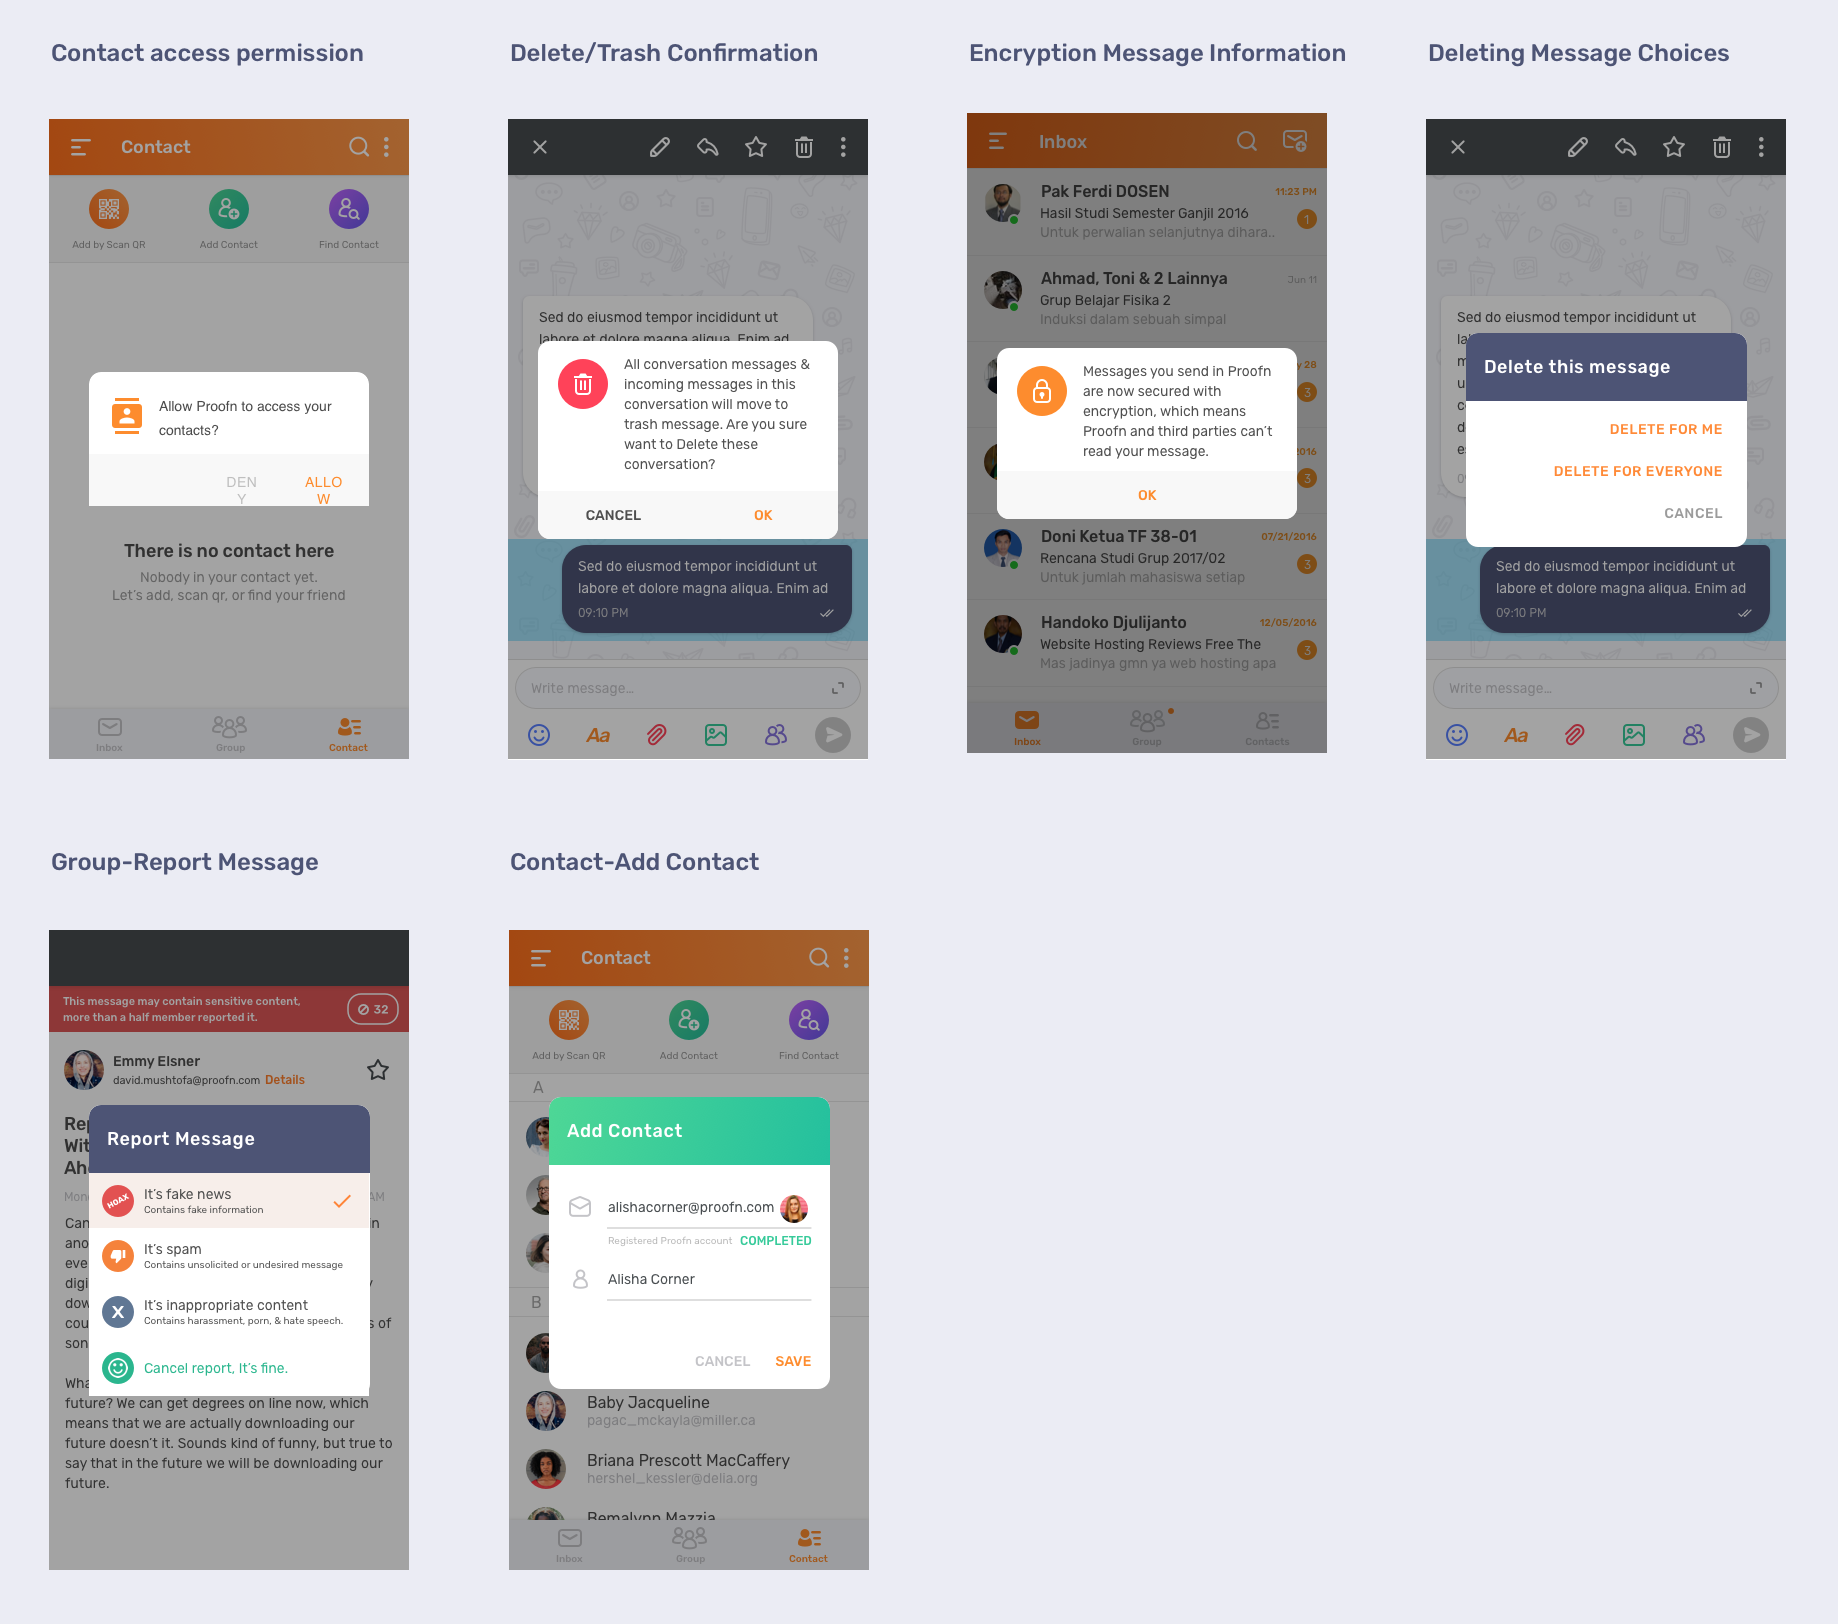 Contact access permission
Contact
Add by Scan QR
Add Contact
Find Contact
Allow Proofn to access your
contacts?
DEN
Y
ALLO
W
There is no contact here
Nobody in your contact yet.
Let's add, scan qr, or find your friend
Inbox
Group
Contact
Delete/Trash Confirmation
Sed do eiusmod tempor incididunt ut
labore et dolore magna aliqua. Enim ad
All conversation messages &
incoming messages in this
conversation will move to
trash message. Are you sure
want to Delete these
conversation?
CANCEL
OK
Sed do eiusmod tempor incididunt ut
labore et dolore magna aliqua. Enim ad
09:10 PM
Write message...
Aa
Encryption Message Information
Inbox
Pak Ferdi DOSEN
11:23 PM
Hasil Studi Semester Ganjil 2016
1
Untuk perwalian selanjutnya dihara..
Ahmad, Toni & 2 Lainnya
Jun 11
Grup Belajar Fisika 2
Induksi dalam sebuah simpal
28
3
2016
3
Messages you send in Proofn
are now secured with
encryption, which means
Proofn and third parties can't
read your message.
OK
Doni Ketua TF 38-01
07/21/2016
Rencana Studi Grup 2017/02
3
Untuk jumlah mahasiswa setiap
Handoko Djulijanto
12/05/2016
Website Hosting Reviews Free The
3
Mas jadinya gmn ya web hosting apa
Inbox
Group
Contacts
Deleting Message Choices
Sed do eiusmod tempor incididunt ut
Delete this message
DELETE FOR ME
DELETE FOR EVERYONE
CANCEL
Sed do eiusmod tempor incididunt ut
labore et dolore magna aliqua. Enim ad
09:10 PM
Write message...
Aa
Group-Report Message
This message may contain sensitive content,
more than a half member reported it.
32
Emmy Elsner
david.mushtofa@proofn.com Details
Report Message
HOAX
It's fake news
Contains fake information
AM
It's spam
Contains unsolicited or undesired message
X
It's inappropriate content
Contains harassment, porn, & hate speech.
s of
Cancel report, It's fine.
future? We can get degrees on line now, which
means that we are actually downloading our
future doesn't it. Sounds kind of funny, but true to
say that in the future we will be downloading our
future.
Contact-Add Contact
Contact
Add by Scan QR
Add Contact
Find Contact
A
Add Contact
alishacorner@proofn.com
Registered Proofn account COMPLETED
Alisha Corner
B
CANCEL
SAVE
Baby Jacqueline
pagac_mckayla@miller.ca
Briana Prescott MacCaffery
hershel_kessler@delia.org
Bemalynn Mazzia
Inbox
Group
Contact